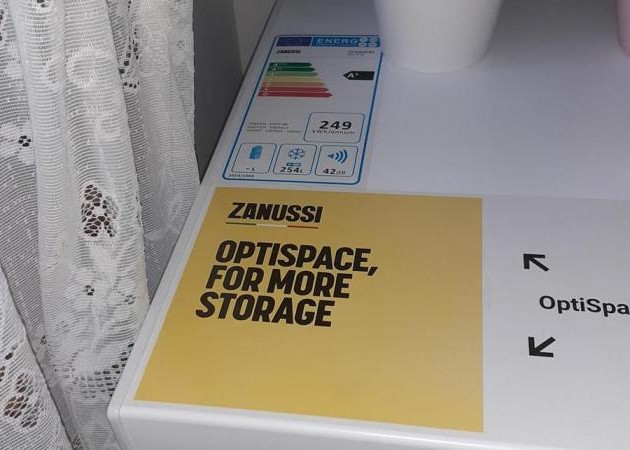 ENERG
ZANUSSI
A+
249
kWh/annum
- L
254L
42dB
ZANUSSI
OPTISPACE,
FOR MORE
STORAGE
OptiSpa